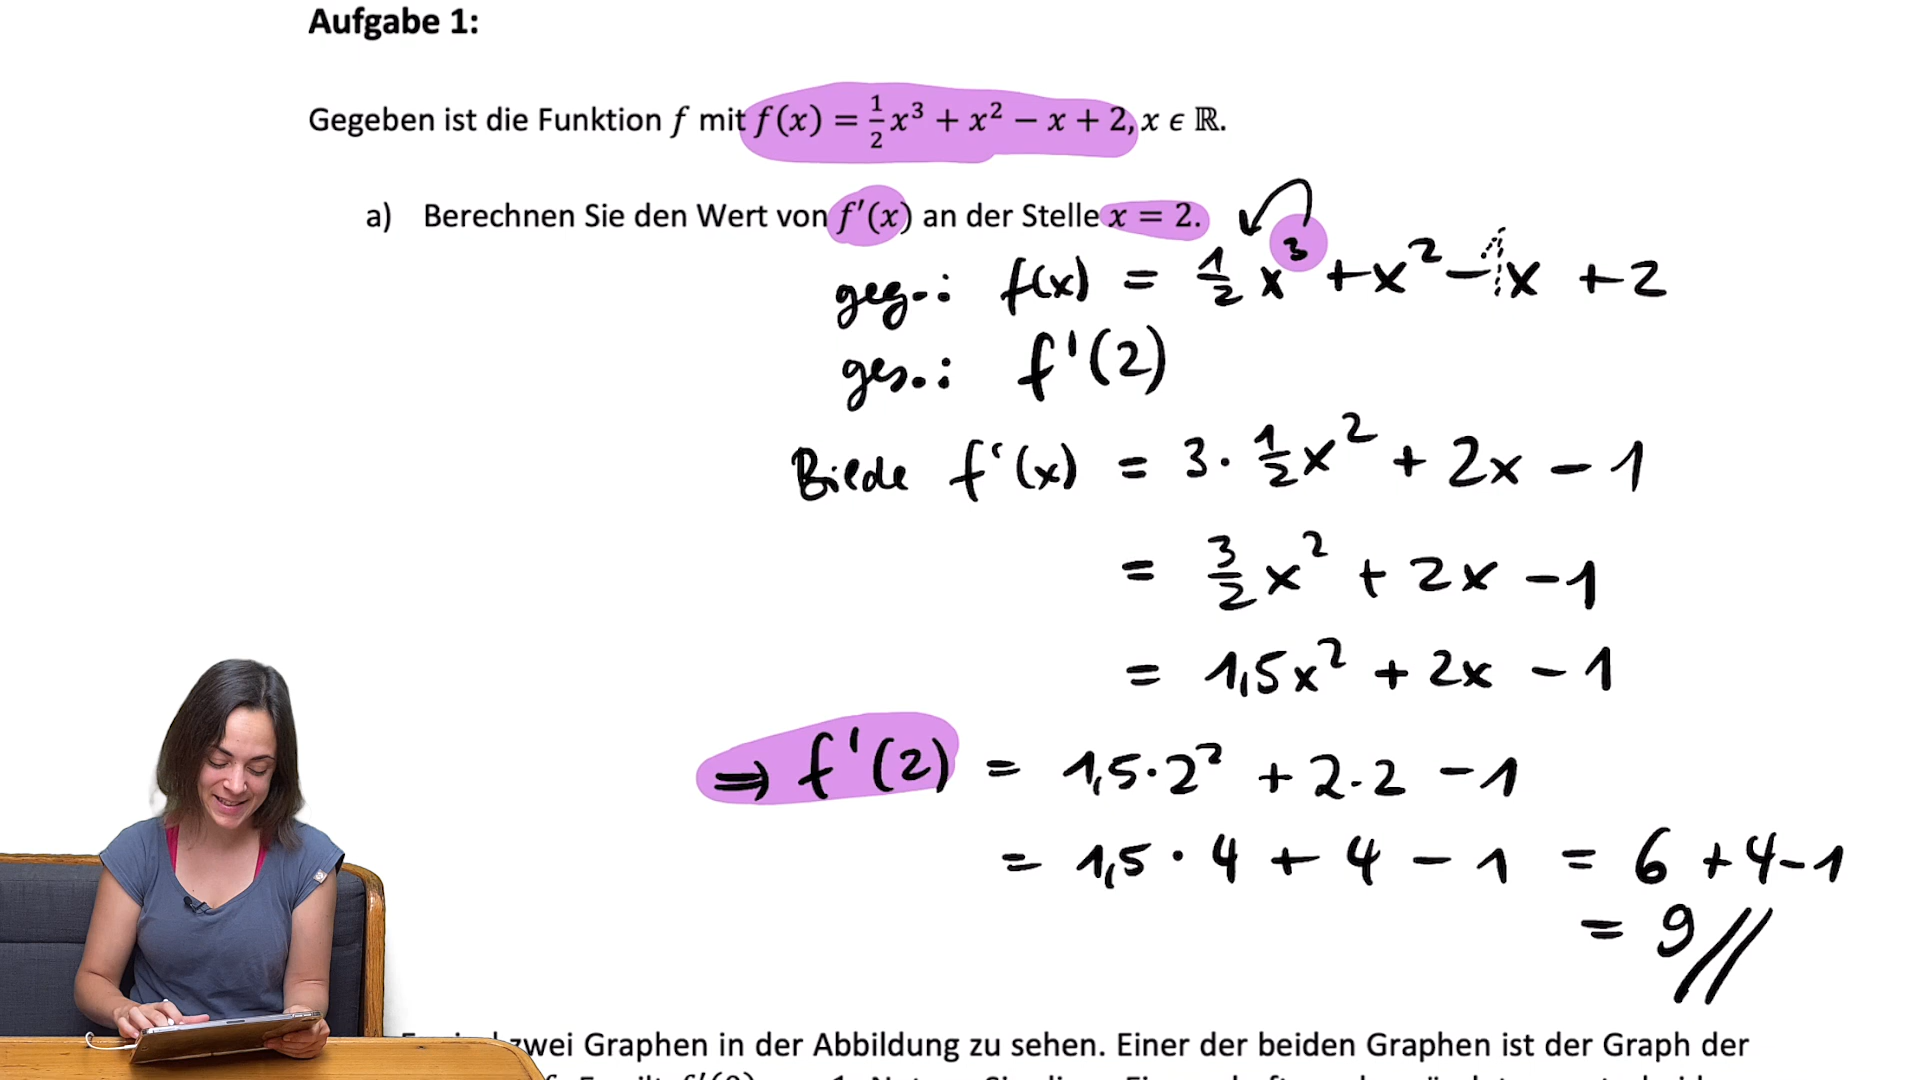 Aufgabe 1:
Gegeben ist die Funktion f mit f(x) = 1/2 x³ + x² − x + 2, x ϵ ℝ.
a) Berechnen Sie den Wert von f′(x) an der Stelle x = 2.
geg.: f(x) = 1/2 x³ + x² − 1x + 2
ges.: f'(2)
Bilde f'(x) = 3 · 1/2 x² + 2x − 1
= 3/2 x² + 2x − 1
= 1,5x² + 2x − 1
⇒ f'(2) = 1,5 · 2² + 2 · 2 − 1
= 1,5 · 4 + 4 − 1 = 6 + 4 − 1
= 9 //
zwei Graphen in der Abbildung zu sehen. Einer der beiden Graphen ist der Graph der